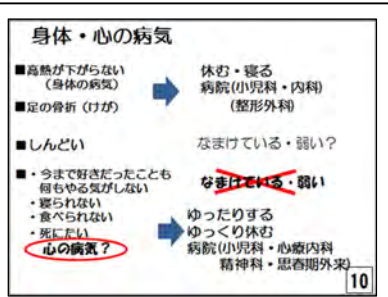 身体・心の病気
■高熱が下がらない
(身体の病気)
■足の骨折(けが)
休む・寝る
病院(小児科・内科)
(整形外科)
■しんどい
なまけている・弱い?
■・今まで好きだったことも
何もやる気がしない
・寝られない
・食べられない
・死にたい
心の病気?
なまけている・弱い
ゆったりする
ゆっくり休む
病院(小児科・心療内科
精神科・思春期外来)
10